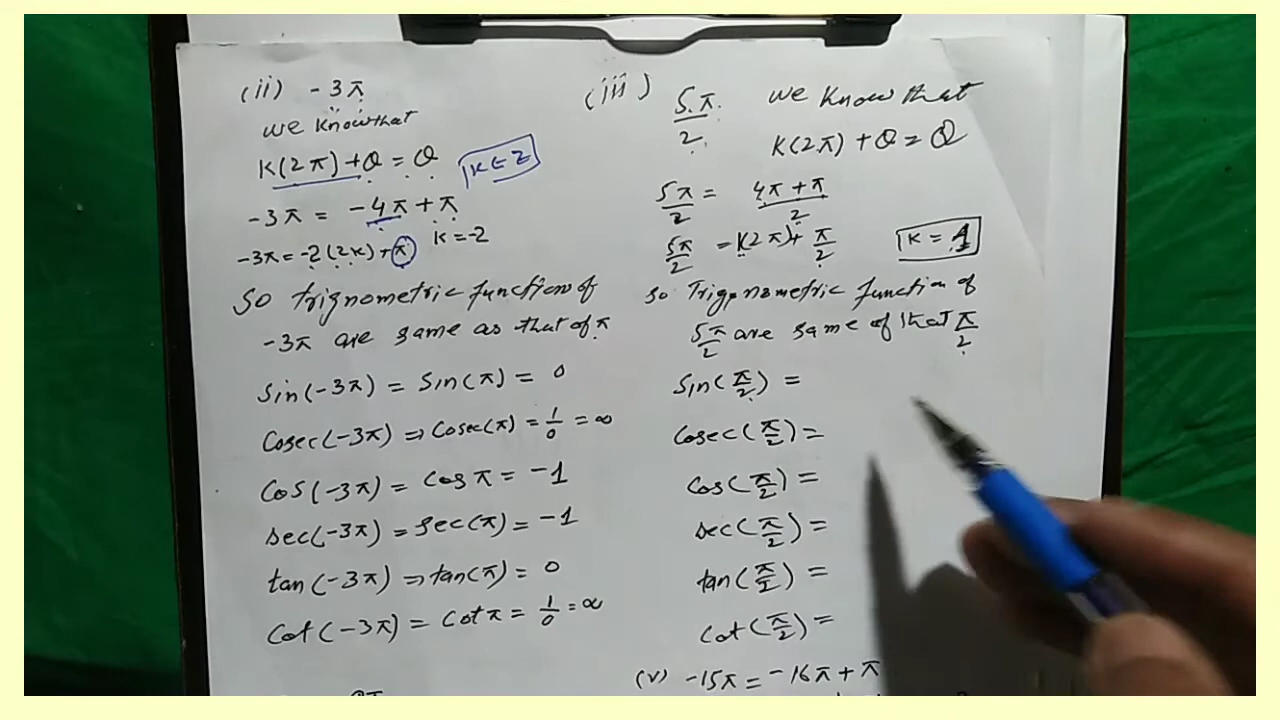 (ii) -3π
we know that
K(2π)+θ = θ K∈Z
-3π = -4π+π
-3π=-2(2π)+π K=-2
So trignometric function of
-3π are same as that of π
Sin(-3π) = Sin(π) = 0
Cosec(-3π) ⇒ Cosec(π) = 1/0 = ∞
Cos(-3π) = Cos π = -1
Sec(-3π) = Sec(π) = -1
tan(-3π) ⇒ tan(π) = 0
Cot(-3π) = Cot π = 1/0 = ∞
(iii) 5π/2 we know that
K(2π) + θ = θ
5π/2 = 4π+π/2
5π/2 = 1(2π)+ π/2 K = 1
So Trigonometric function of
5π/2 are same of that π/2
Sin(π/2) =
Cosec(π/2) =
Cos(π/2) =
Sec(π/2) =
tan(π/2) =
Cot(π/2) =
(v) -15π = -16π + π